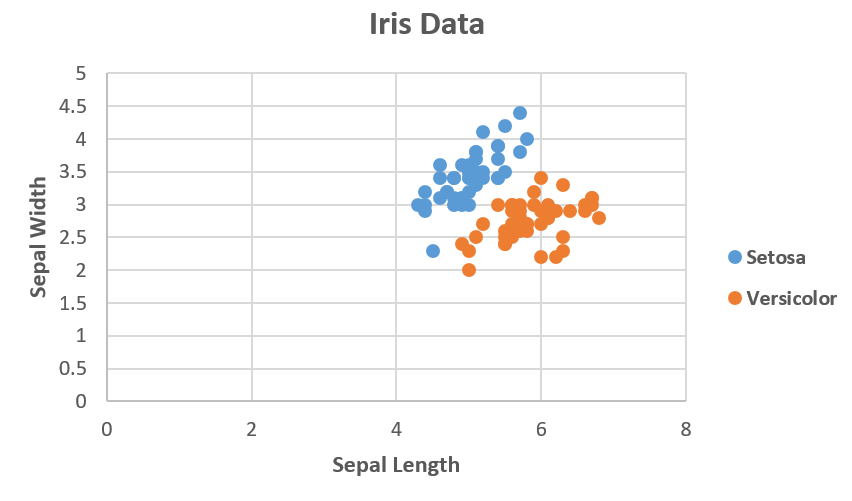 Iris Data
5
4.5
4
3.5
3
2.5
2
1.5
1
0.5
0
Sepal Width
0 2 4 6 8
Sepal Length
Setosa
Versicolor